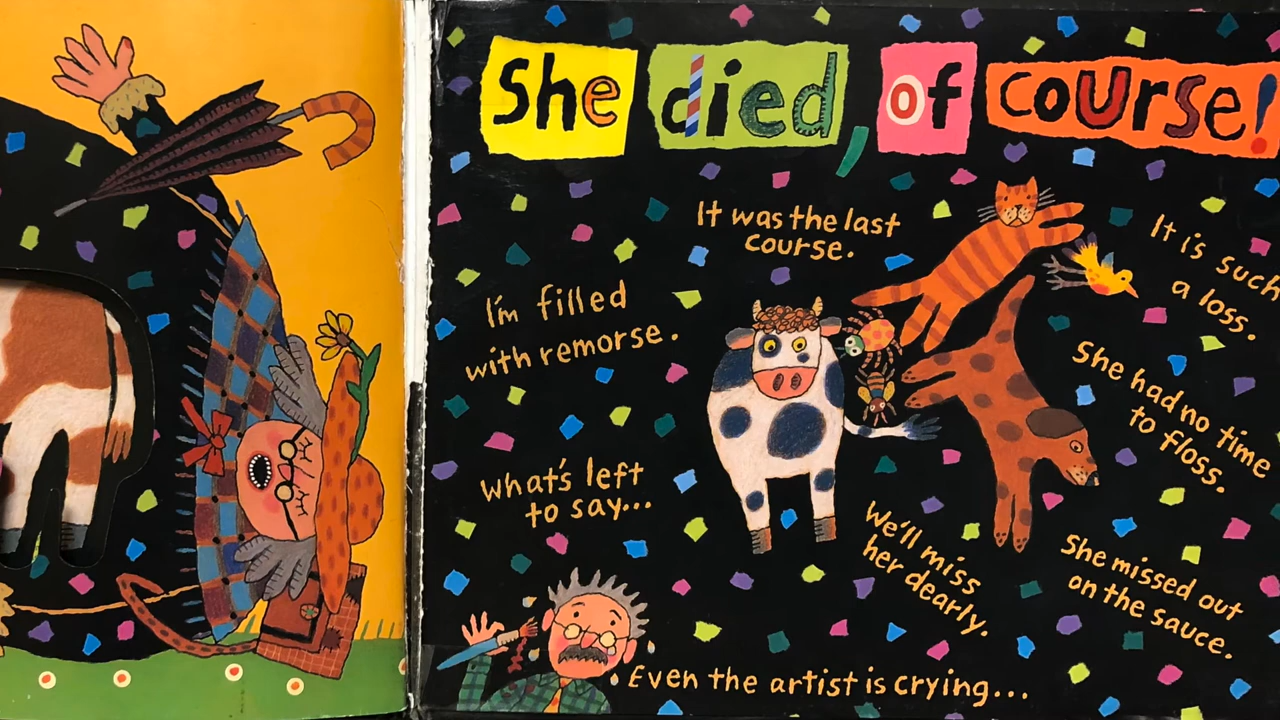 She died, of course!
It was the last
course.
It is such
a loss.
I'm filled
with remorse.
She had no time
to floss.
What's left
to say...
We'll miss
her dearly.
She missed out
on the sauce.
Even the artist is crying...